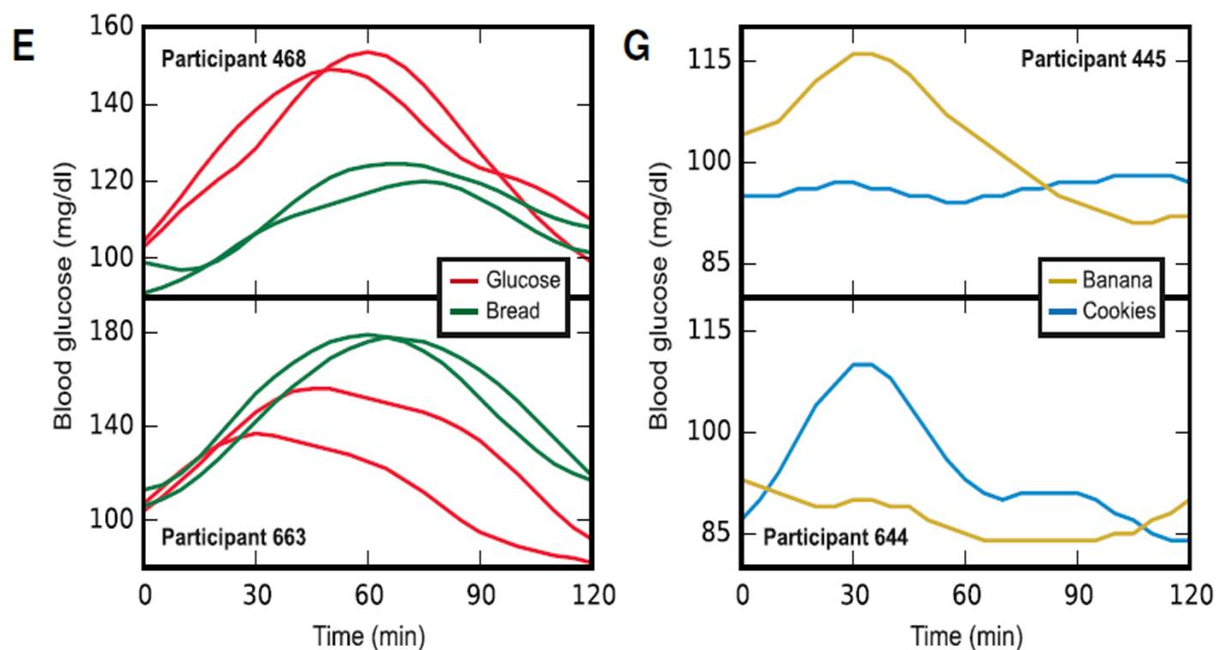 E
160
140
120
100
Participant 468
Blood glucose (mg/dl)
Glucose
Bread
180
140
100
Participant 663
0 30 60 90 120
Time (min)
G
115
100
85
Participant 445
Blood glucose (mg/dl)
Banana
Cookies
115
100
85
Participant 644
0 30 60 90 120
Time (min)